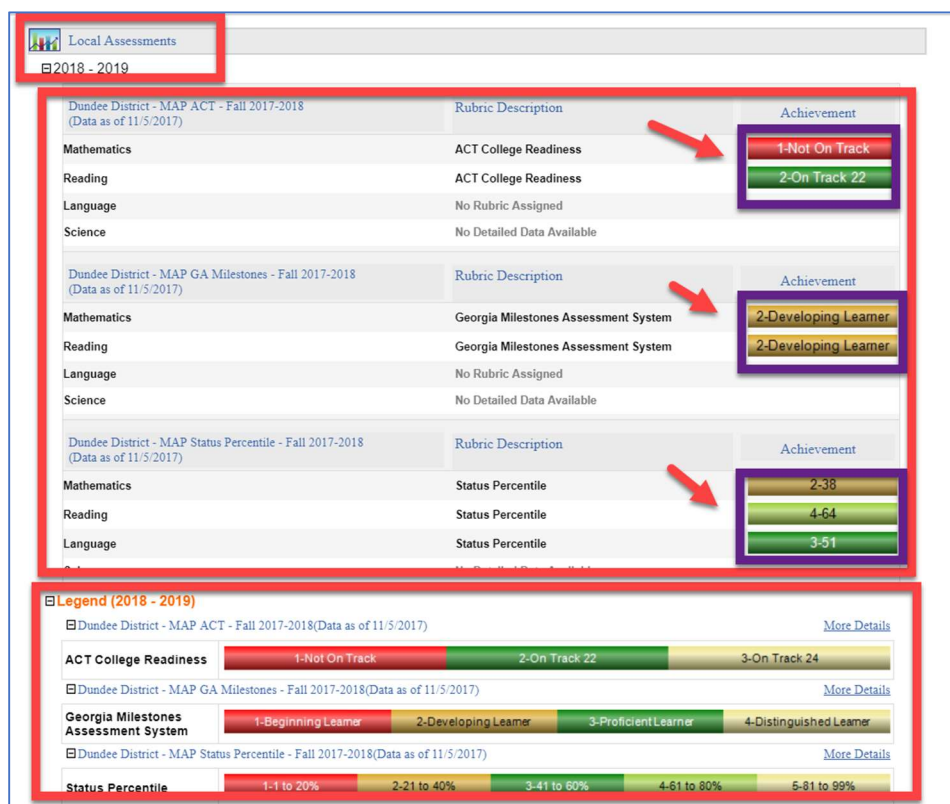 Local Assessments
2018 - 2019
Dundee District - MAP ACT - Fall 2017-2018 Rubric Description Achievement
(Data as of 11/5/2017)
Mathematics ACT College Readiness 1-Not On Track
Reading ACT College Readiness 2-On Track 22
Language No Rubric Assigned
Science No Detailed Data Available
Dundee District - MAP GA Milestones - Fall 2017-2018 Rubric Description Achievement
(Data as of 11/5/2017)
Mathematics Georgia Milestones Assessment System 2-Developing Learner
Reading Georgia Milestones Assessment System 2-Developing Learner
Language No Rubric Assigned
Science No Detailed Data Available
Dundee District - MAP Status Percentile - Fall 2017-2018 Rubric Description Achievement
(Data as of 11/5/2017)
Mathematics Status Percentile 2-38
Reading Status Percentile 4-64
Language Status Percentile 3-51
Legend (2018 - 2019)
Dundee District - MAP ACT - Fall 2017-2018(Data as of 11/5/2017) More Details
ACT College Readiness 1-Not On Track 2-On Track 22 3-On Track 24
Dundee District - MAP GA Milestones - Fall 2017-2018(Data as of 11/5/2017) More Details
Georgia Milestones
Assessment System 1-Beginning Learner 2-Developing Learner 3-Proficient Learner 4-Distinguished Learner
Dundee District - MAP Status Percentile - Fall 2017-2018(Data as of 11/5/2017) More Details
Status Percentile 1-1 to 20% 2-21 to 40% 3-41 to 60% 4-61 to 80% 5-81 to 99%